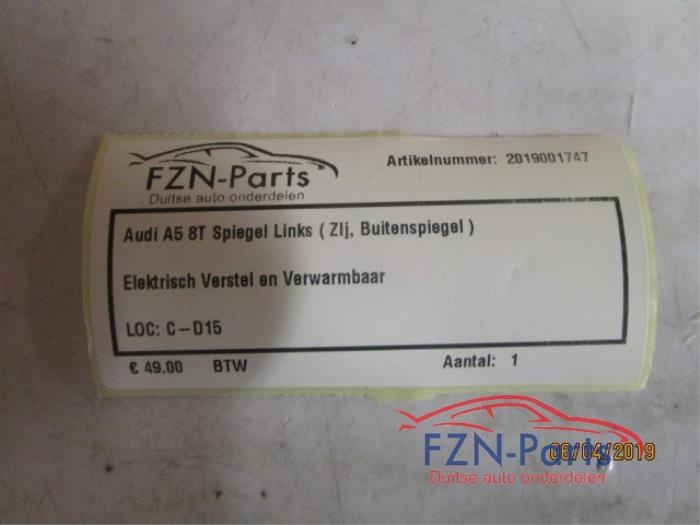 FZN-Parts
Duitse auto onderdelen
Artikelnummer: 2019001747
Audi A5 8T Spiegel Links ( Zlj, Buitenspiegel )
Elektrisch Verstel en Verwarmbaar
LOC: C-D15
€ 49.00 BTW Aantal: 1
08/04/2019
FZN-Parts
Duitse auto onderdelen